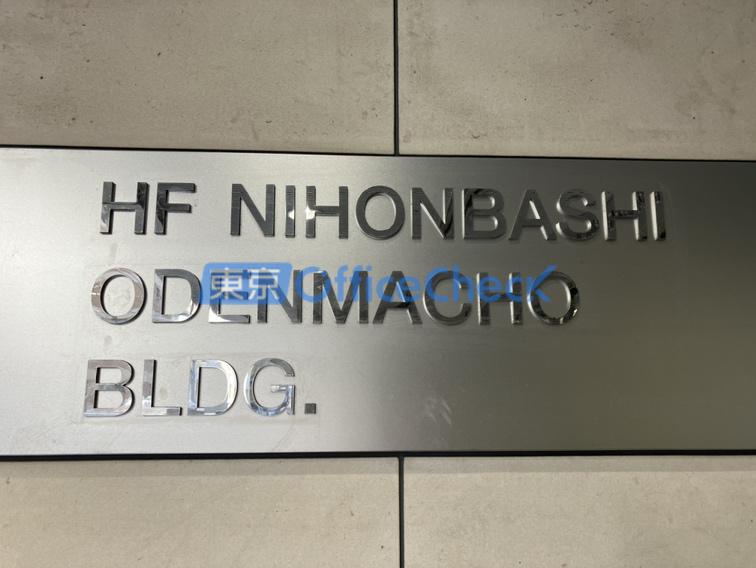 HF NIHONBASHI
ODENMACHO
東京OfficeCheck
BLDG.